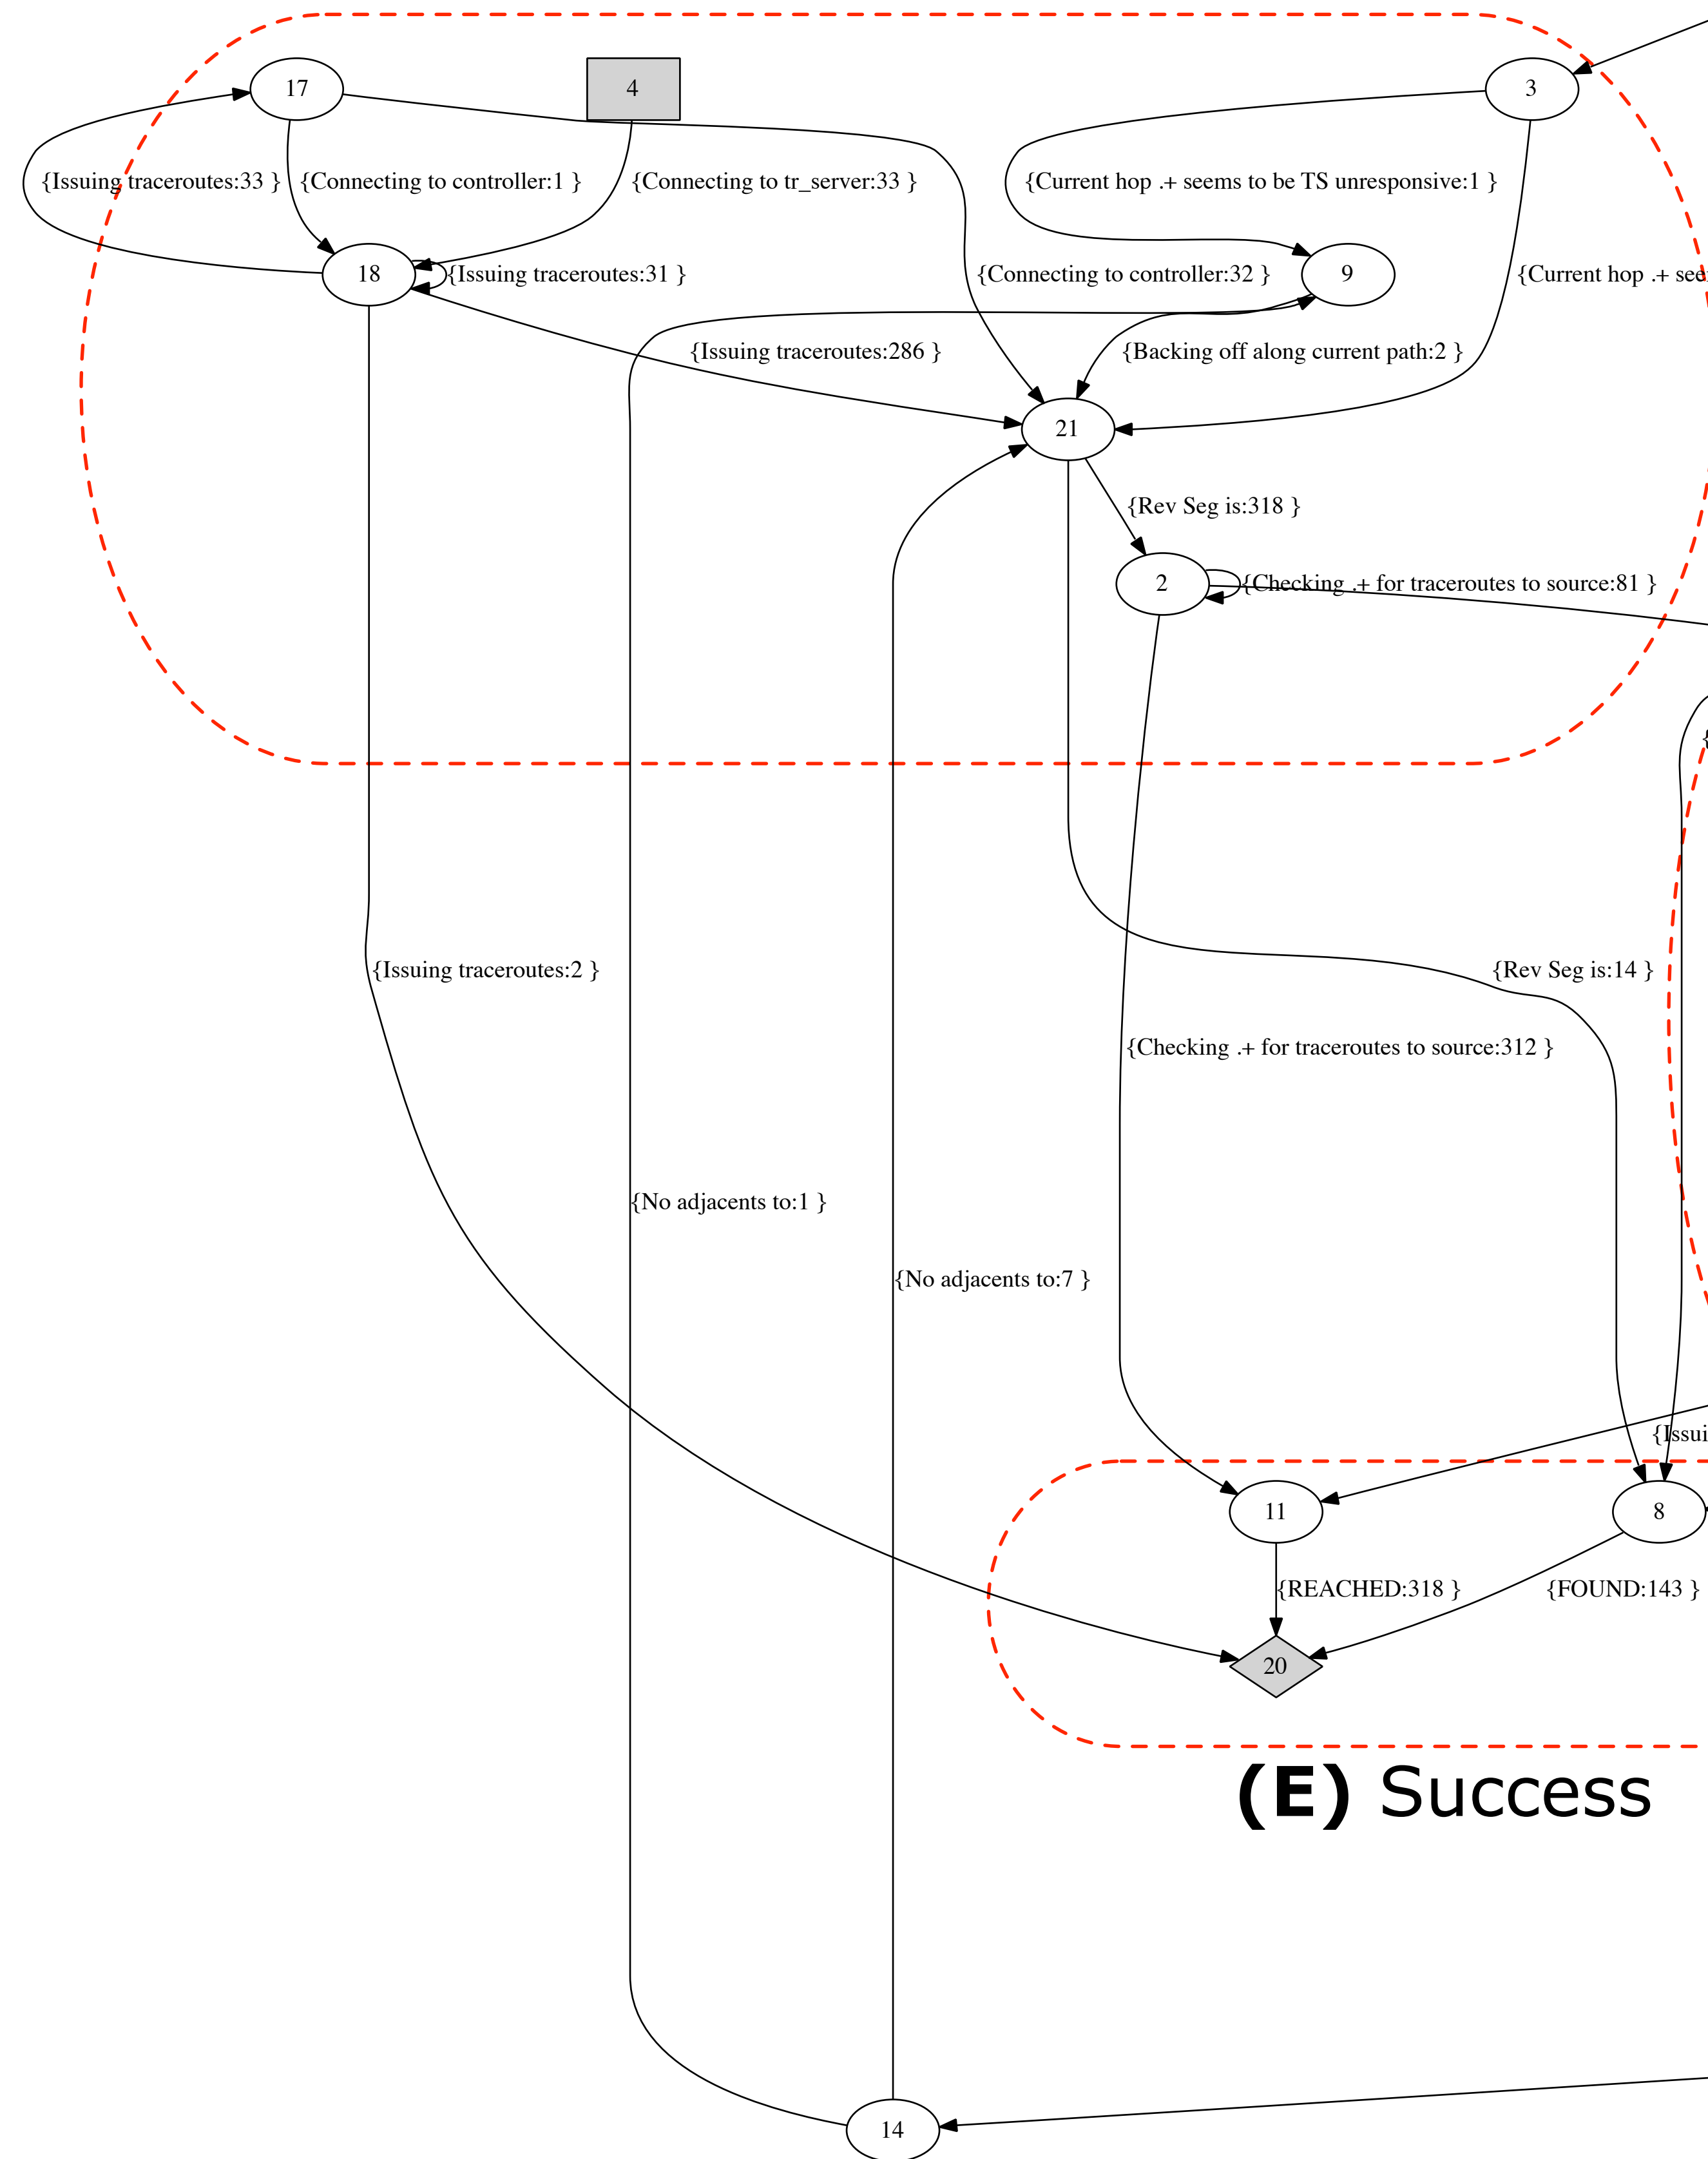 17
4
3
{Issuing traceroutes:33 }
{Connecting to controller:1 }
{Connecting to tr_server:33 }
{Current hop .+ seems to be TS unresponsive:1 }
18
{Issuing traceroutes:31 }
{Connecting to controller:32 }
9
{Current hop .+
{Issuing traceroutes:286 }
{Backing off along current path:2 }
21
{Rev Seg is:318 }
2
{Checking .+ for traceroutes to source:81 }
{
{Issuing traceroutes:2 }
{Rev Seg is:14 }
{Checking .+ for traceroutes to source:312 }
{No adjacents to:1 }
{No adjacents to:7 }
11
8
{REACHED:318 }
{FOUND:143 }
20
(E) Success
14